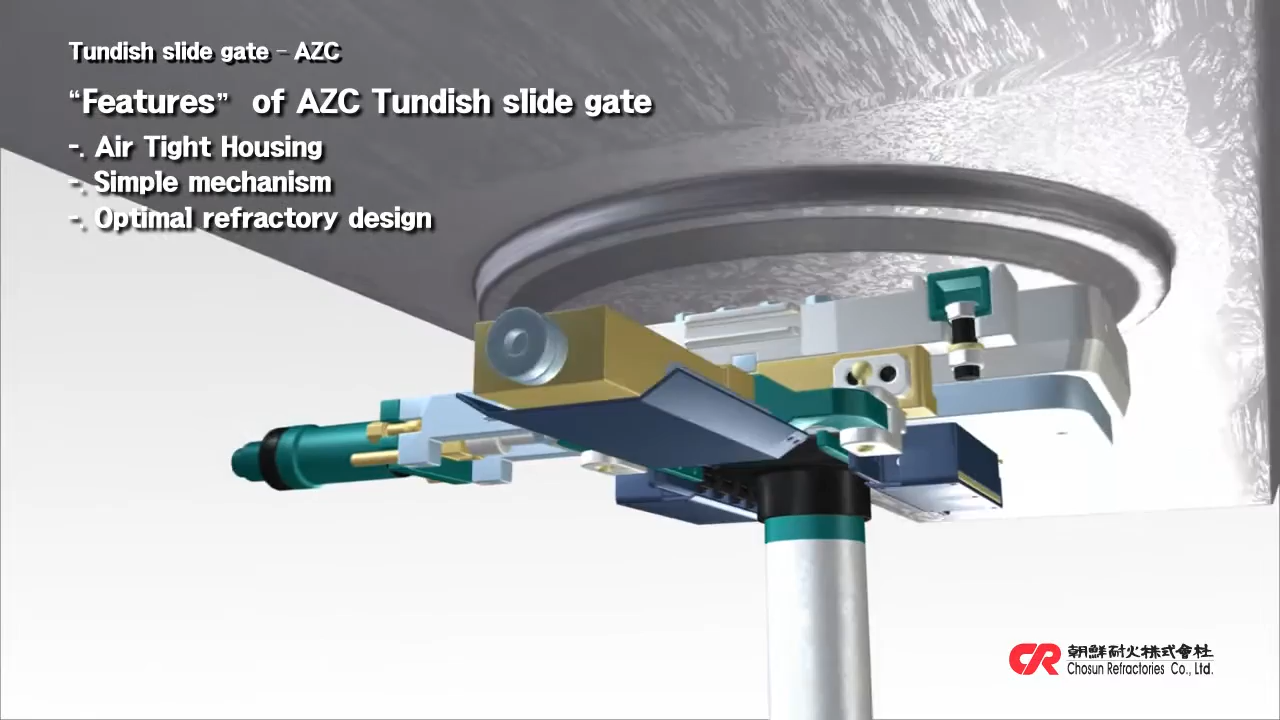 Tundish slide gate – AZC
“Features” of AZC Tundish slide gate
-. Air Tight Housing
-. Simple mechanism
-. Optimal refractory design
CR 朝鮮耐火株式會社
Chosun Refractories Co., Ltd.